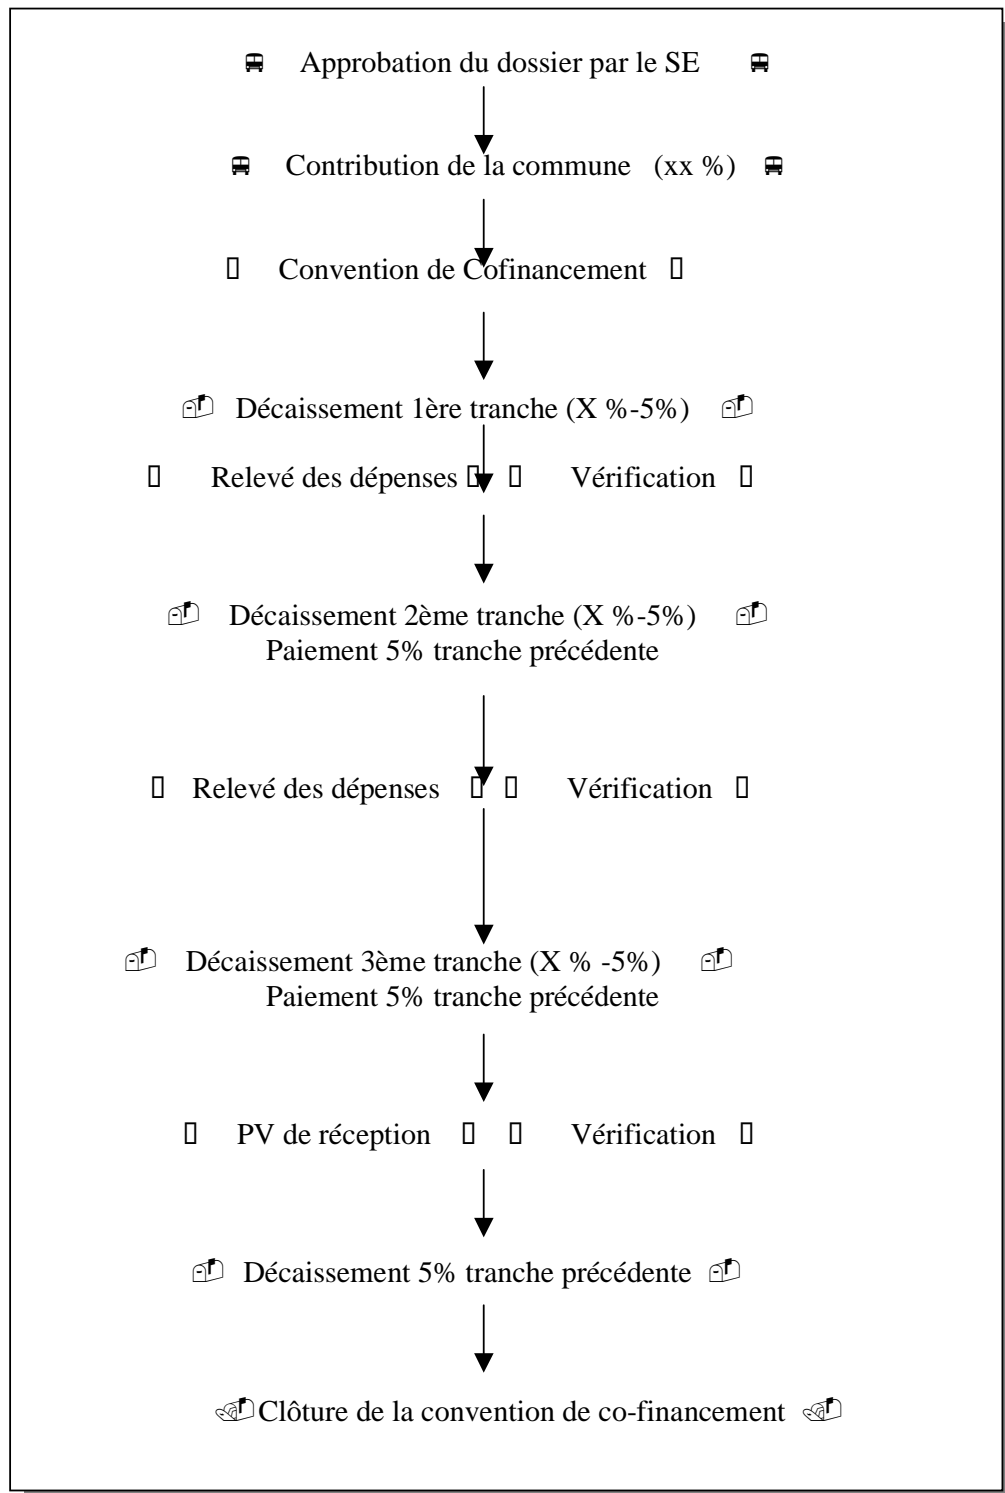 Approbation du dossier par le SE
Contribution de la commune (xx %)
Convention de Cofinancement
Décaissement 1ère tranche (X %-5%)
Relevé des dépenses Vérification
Décaissement 2ème tranche (X %-5%)
Paiement 5% tranche précédente
Relevé des dépenses Vérification
Décaissement 3ème tranche (X % -5%)
Paiement 5% tranche précédente
PV de réception Vérification
Décaissement 5% tranche précédente
Clôture de la convention de co-financement